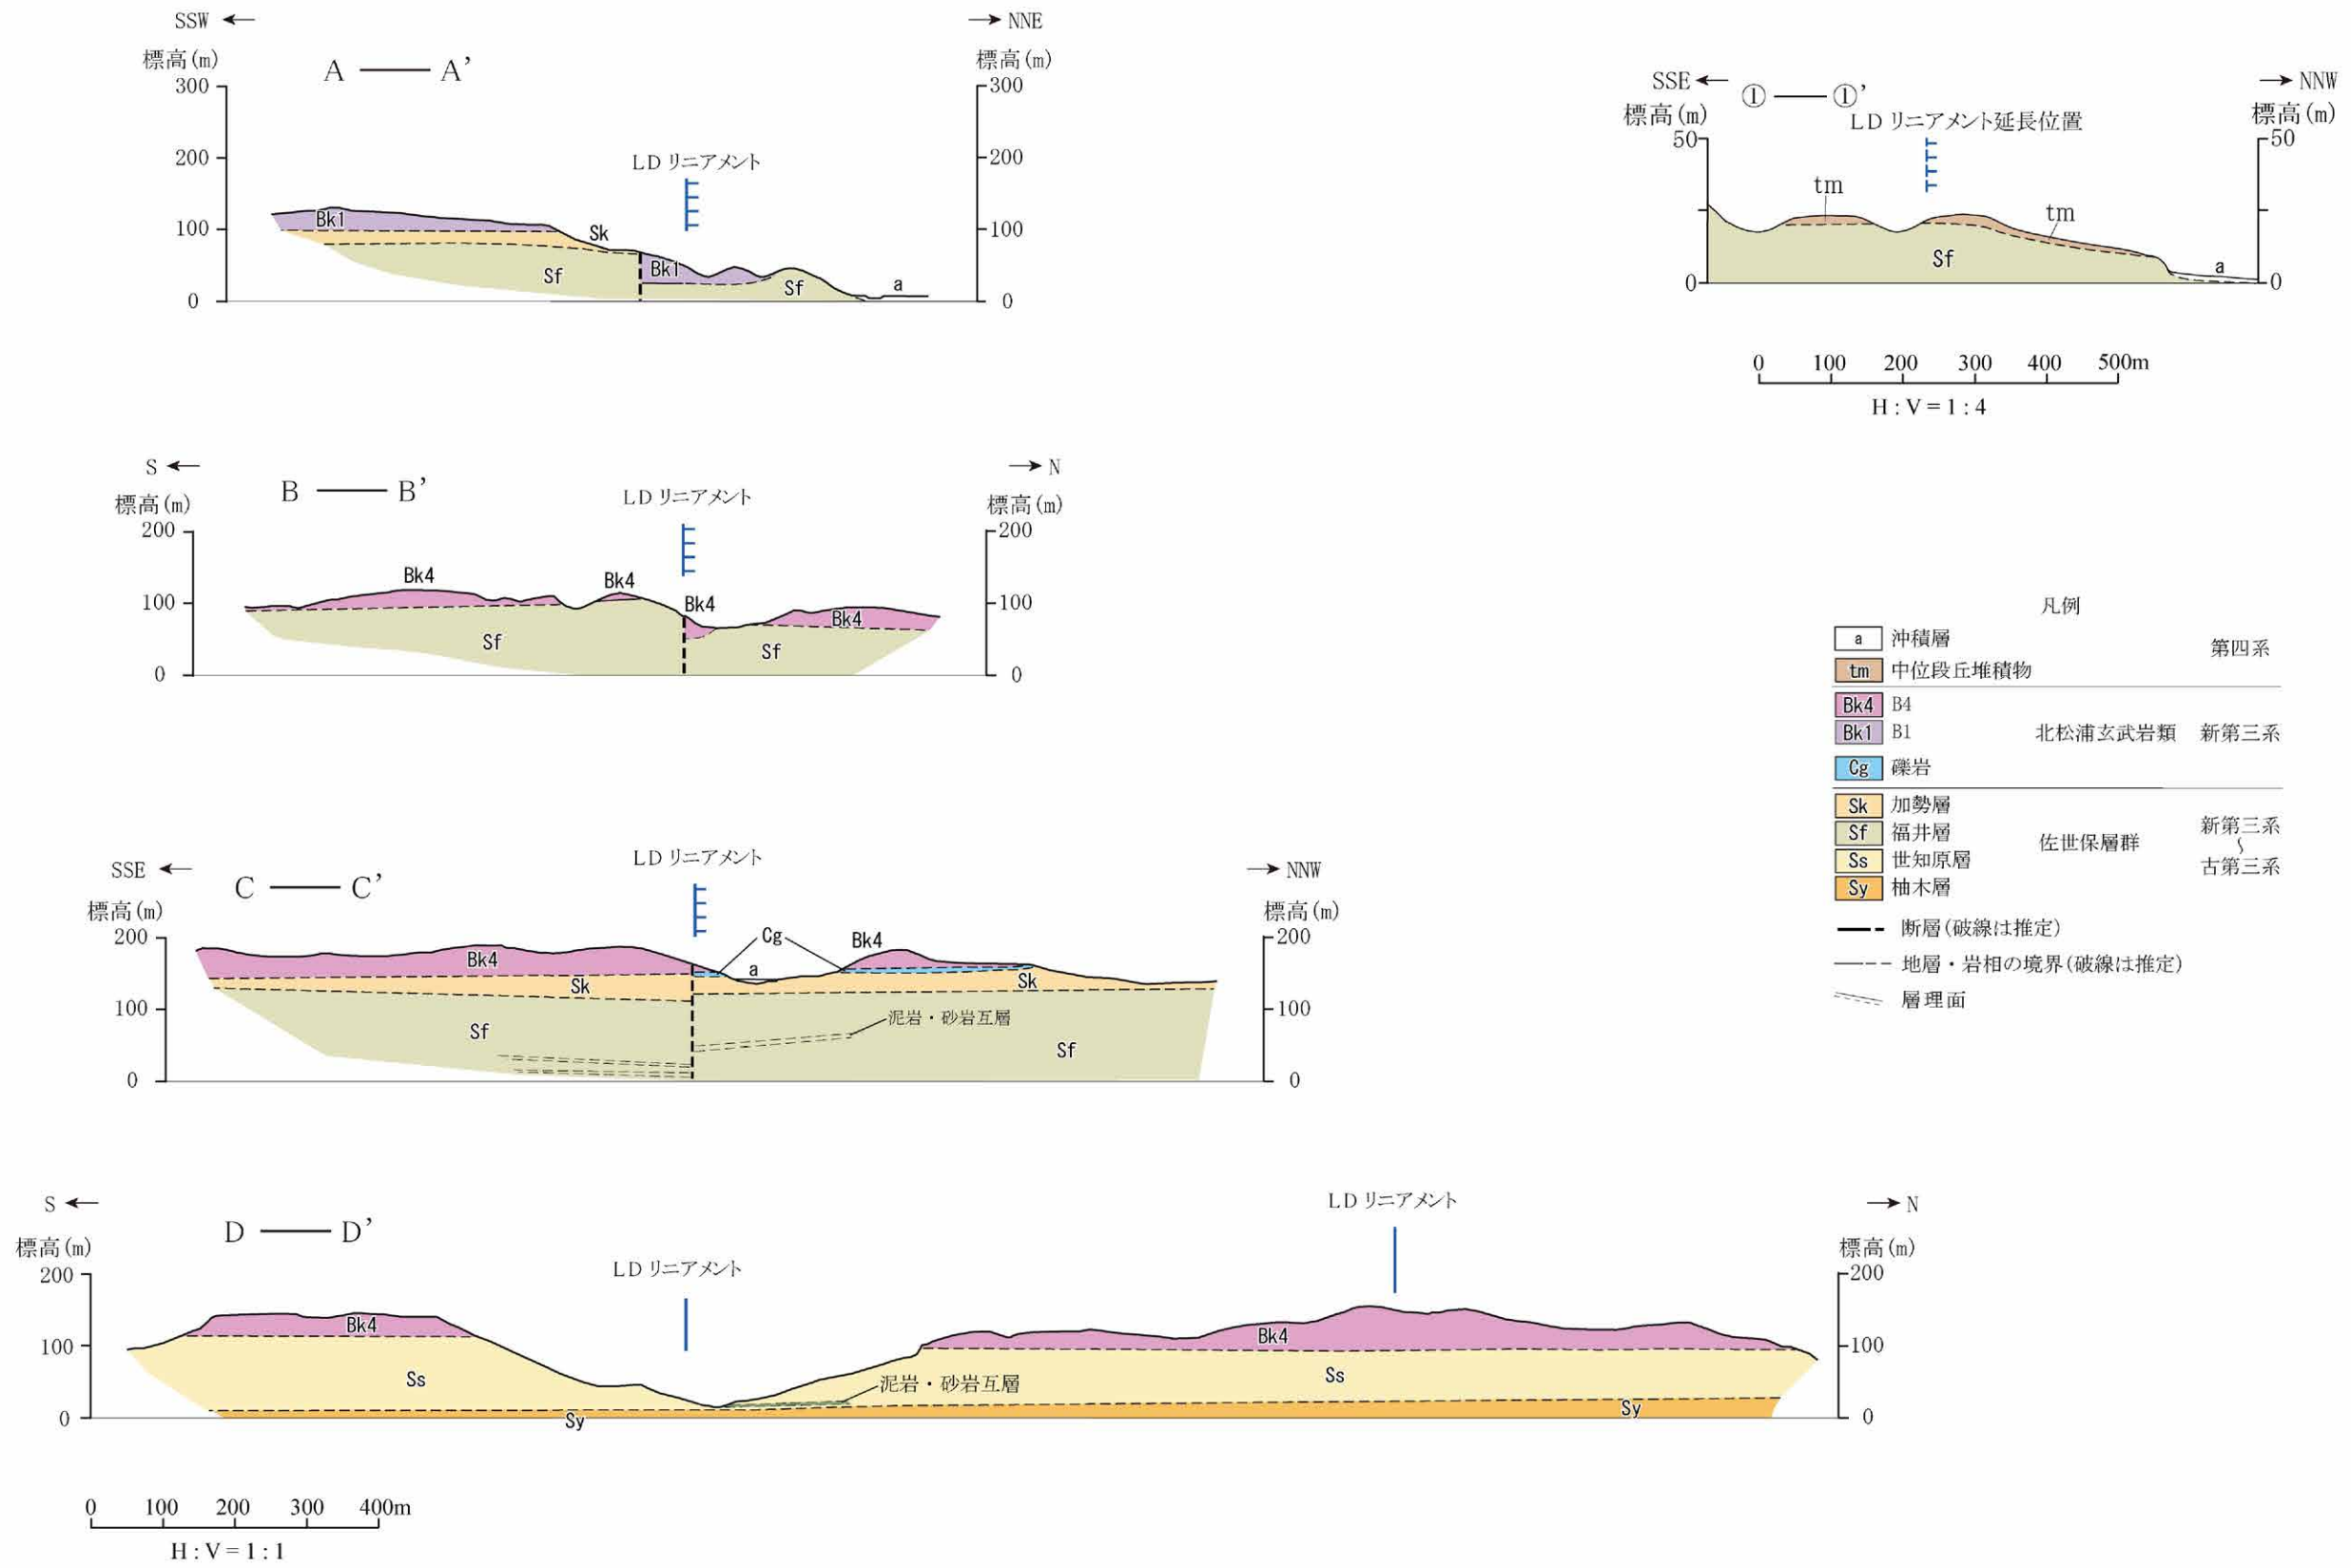 SSW ← → NNE
標高(m) A —— A’ 標高(m)
300 300
LD リニアメント
200 200
Bk1
100 Sk 100
Sf Bk1 Sf a
0 0
S ← → N
標高(m) B —— B’ LD リニアメント 標高(m)
200 200
Bk4 Bk4
100 Bk4 Bk4 100
Sf Sf
0 0
SSE ← LD リニアメント → NNW
標高(m) C —— C’ 標高(m)
200 Cg Bk4 200
Bk4 a
Sk Sk
100 泥岩・砂岩互層 100
Sf Sf
0 0
S ← LD リニアメント → N
標高(m) D —— D’ 標高(m)
LD リニアメント
200 200
Bk4 Bk4
100 100
Ss 泥岩・砂岩互層 Ss
0 Sy Sy 0
0 100 200 300 400m
H : V = 1 : 1
SSE ← → NNW
標高(m) ① —— ①’ 標高(m)
LD リニアメント延長位置
50 50
tm tm
Sf a
0 0
0 100 200 300 400 500m
H : V = 1 : 4
凡例
a 沖積層 第四系
tm 中位段丘堆積物
Bk4 B4
Bk1 B1 北松浦玄武岩類 新第三系
Cg 礫岩
Sk 加勢層 新第三系
Sf 福井層 佐世保層群 〜
Ss 世知原層 古第三系
Sy 柚木層
断層(破線は推定)
地層・岩相の境界(破線は推定)
層理面